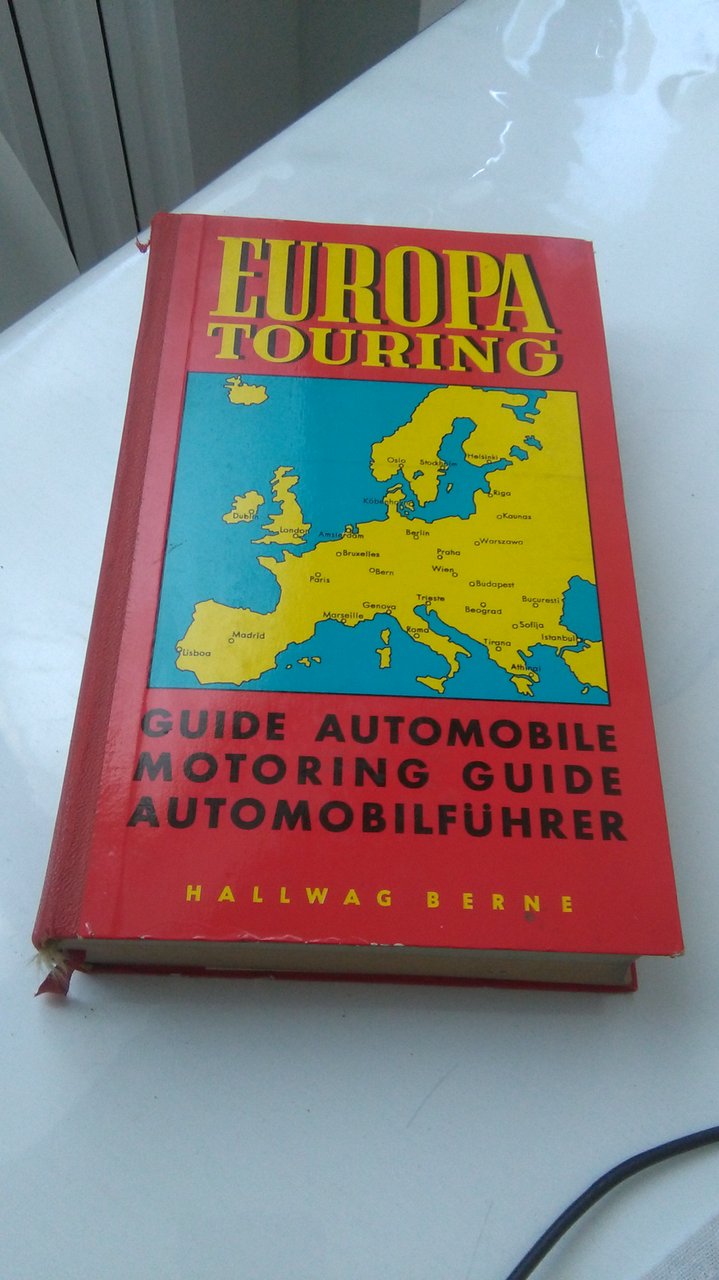 EUROPA
TOURING
Oslo
Stockholm
Helsinki
Riga
København
Kaunas
Dublin
London
Amsterdam
Berlin
Warszawa
Bruxelles
Praha
Paris
Bern
Wien
Budapest
Genova
Trieste
Beograd
Bucuresti
Marseille
Madrid
Roma
Sofija
Lisboa
Tirana
Istanbul
Athinai
GUIDE AUTOMOBILE
MOTORING GUIDE
AUTOMOBILFÜHRER
HALLWAG BERNE